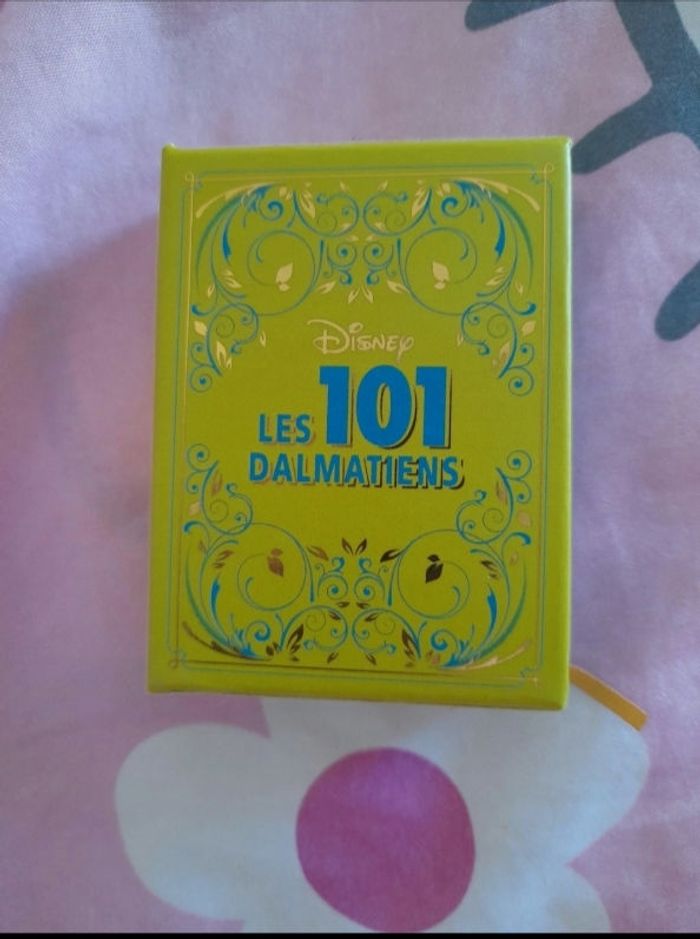 Disney
LES 101
DALMATIENS